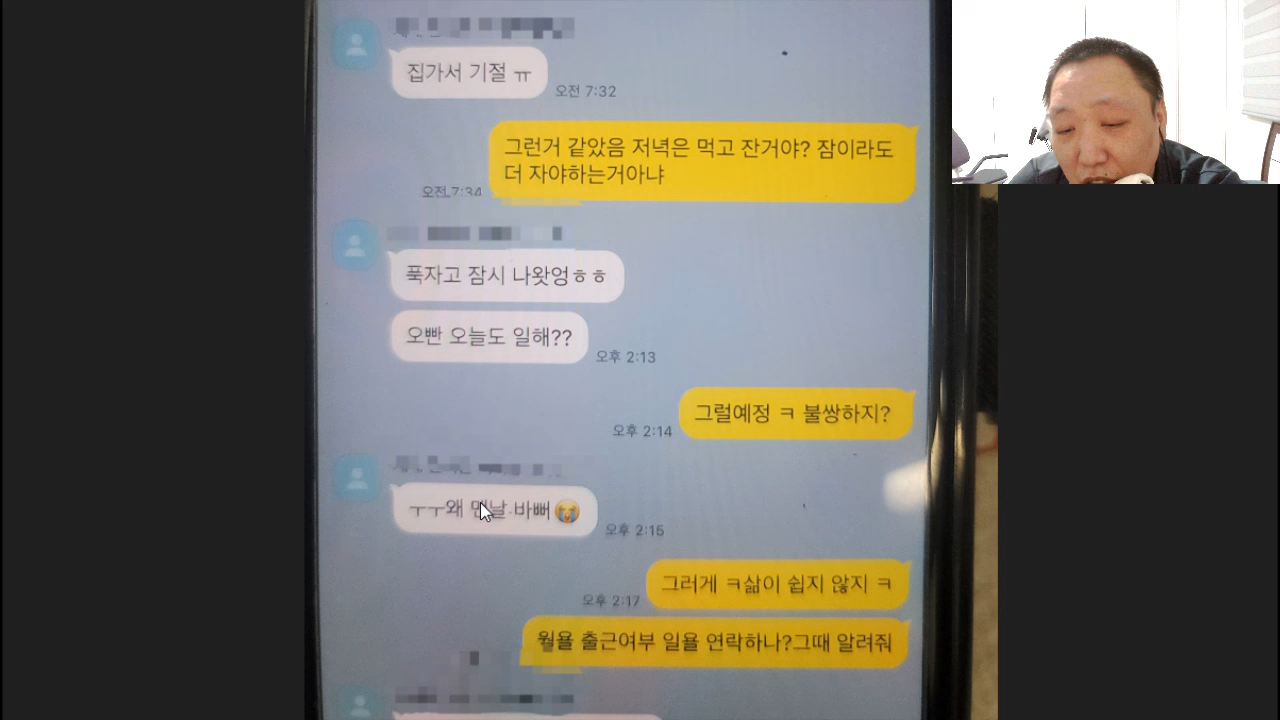 집가서 기절 ㅠ
오전 7:32
그런거 같았음 저녁은 먹고 잔거야? 잠이라도
더 자야하는거아냐
오전 7:34
푹자고 잠시 나왓엉ㅎㅎ
오빤 오늘도 일해??
오후 2:13
그럴예정 ㅋ 불쌍하지?
오후 2:14
ㅜㅜ왜 맨날 바뻐😭
오후 2:15
그러게 ㅋ삶이 쉽지 않지 ㅋ
오후 2:17
월욜 출근여부 일욜 연락하나?그때 알려줘